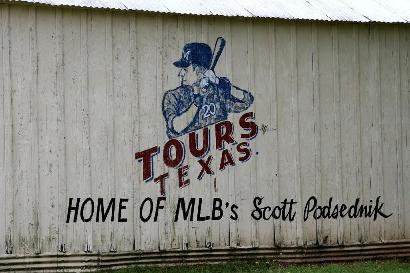 20
TOURS
TEXAS
HOME OF MLB's Scott Podsednik